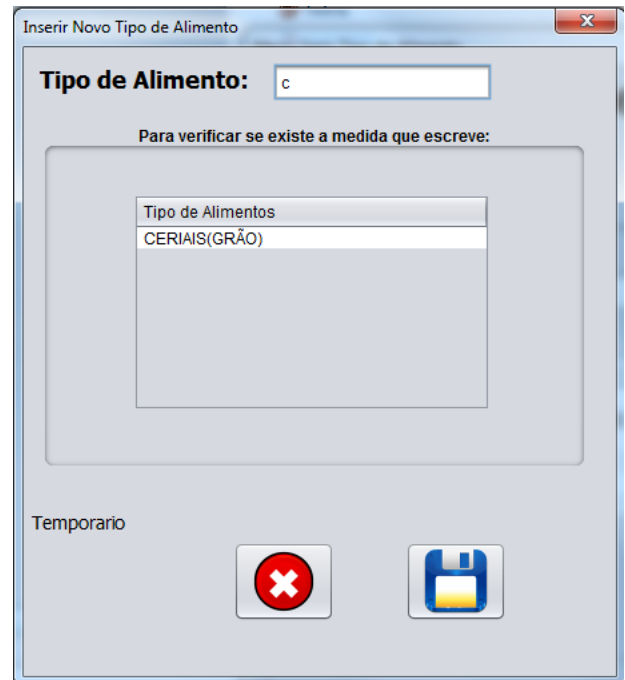 Inserir Novo Tipo de Alimento
Tipo de Alimento: c
Para verificar se existe a medida que escreve:
Tipo de Alimentos
CERIAIS(GRÃO)
Temporario